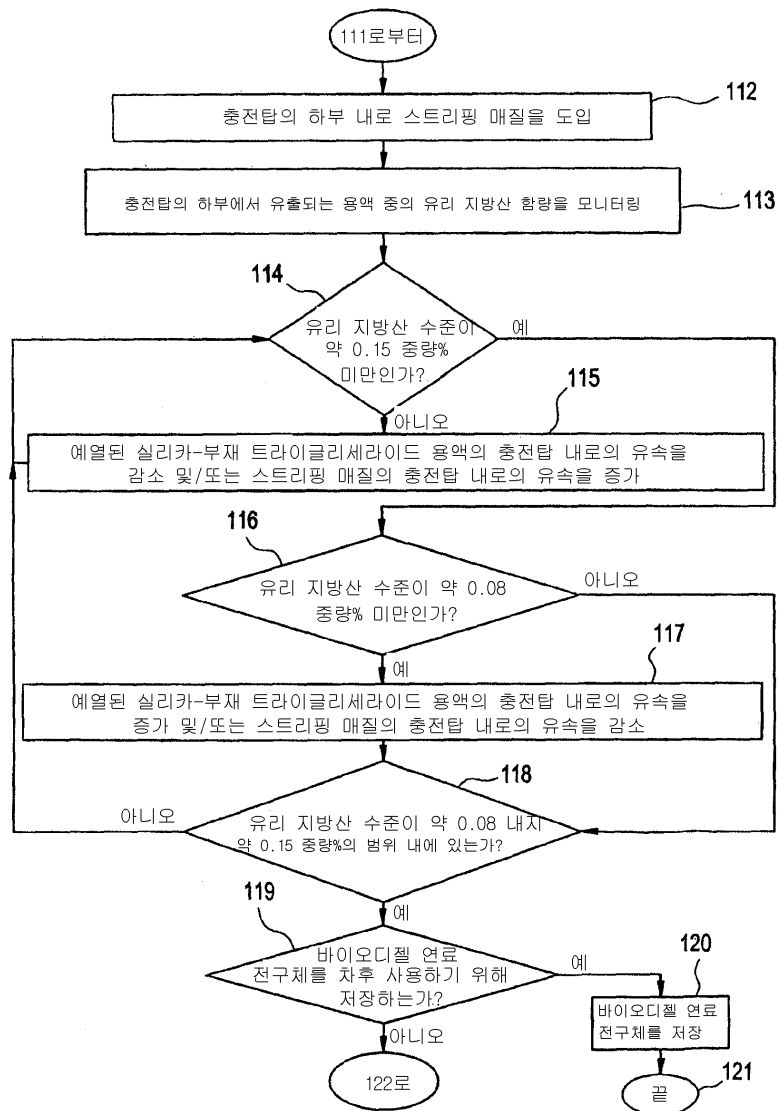 111로부터
112
충전탑의 하부 내로 스트리핑 매질을 도입
113
충전탑의 하부에서 유출되는 용액 중의 유리 지방산 함량을 모니터링
114
유리 지방산 수준이
약 0.15 중량%
미만인가?
예
아니오
115
예열된 실리카-부재 트라이글리세라이드 용액의 충전탑 내로의 유속을
감소 및/또는 스트리핑 매질의 충전탑 내로의 유속을 증가
116
유리 지방산 수준이 약 0.08
중량% 미만인가?
아니오
예
117
예열된 실리카-부재 트라이글리세라이드 용액의 충전탑 내로의 유속을
증가 및/또는 스트리핑 매질의 충전탑 내로의 유속을 감소
118
아니오
유리 지방산 수준이 약 0.08 내지
약 0.15 중량%의 범위 내에 있는가?
예
119
바이오디젤 연료
전구체를 차후 사용하기 위해
저장하는가?
예
아니오
120
바이오디젤 연료
전구체를 저장
122로
121
끝